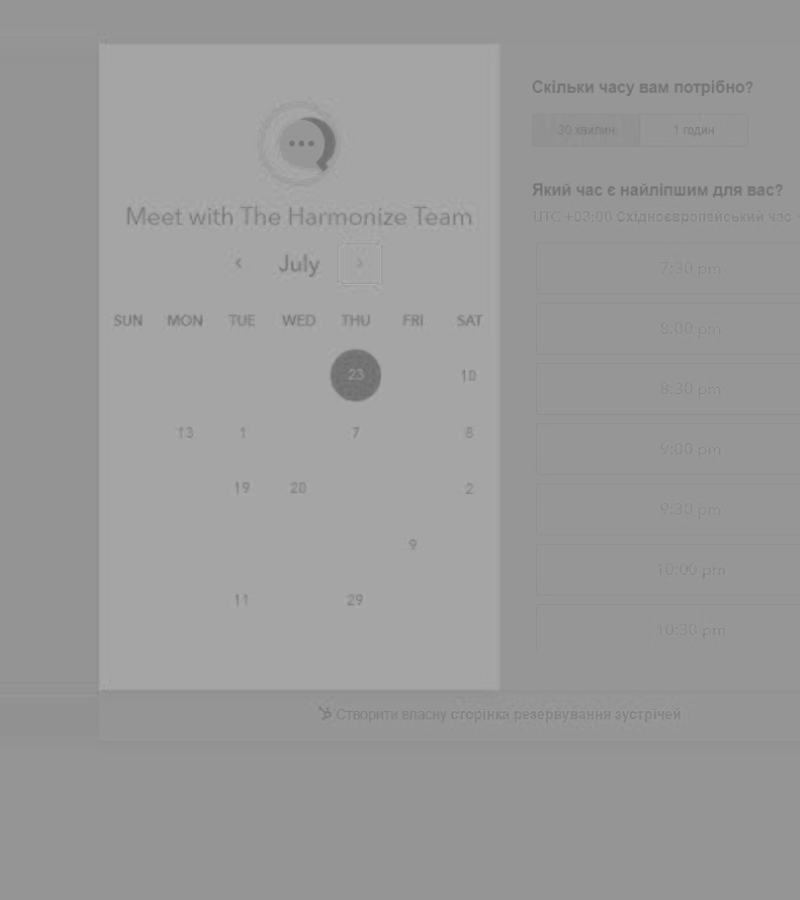 Meet with The Harmonize Team
July
SUN MON TUE WED THU FRI SAT
23 10
13 1 7 8
19 20 2
9
11 29
Скільки часу вам потрібно?
30 хвилин 1 годин
Який час є найліпшим для вас?
UTC +03:00 Східноєвропейський час
7:30 pm
8:00 pm
8:30 pm
9:00 pm
9:30 pm
10:00 pm
10:30 pm
Створити власну сторінка резервування зустрічей